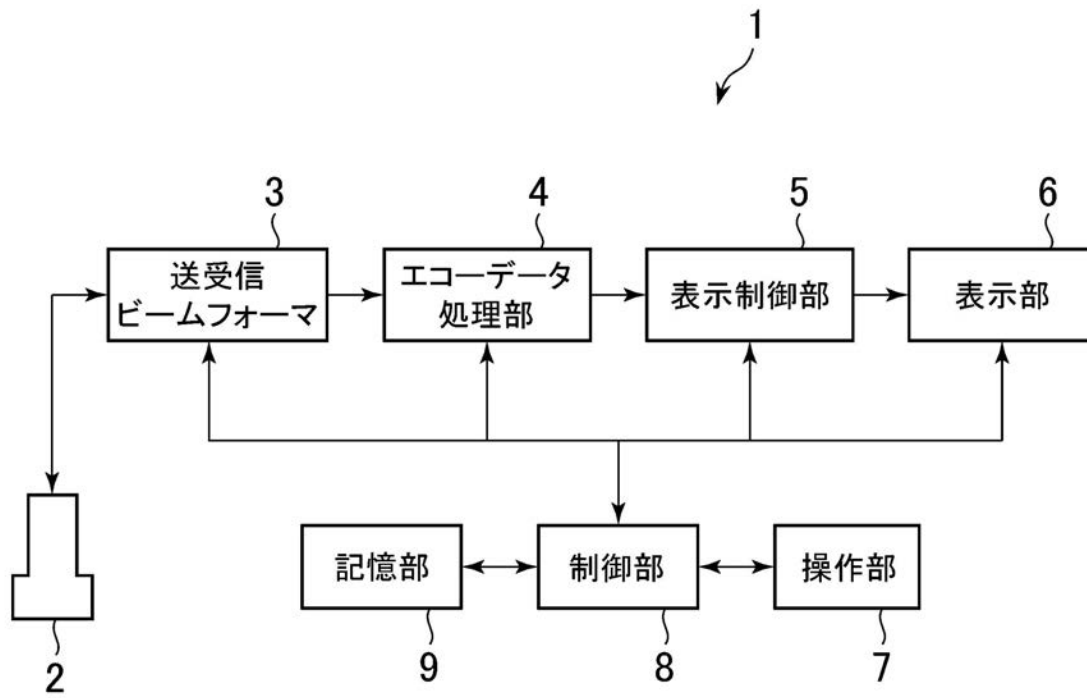 1
3
4
5
6
送受信
ビームフォーマ
エコーデータ
処理部
表示制御部
表示部
記憶部
制御部
操作部
2
9
8
7